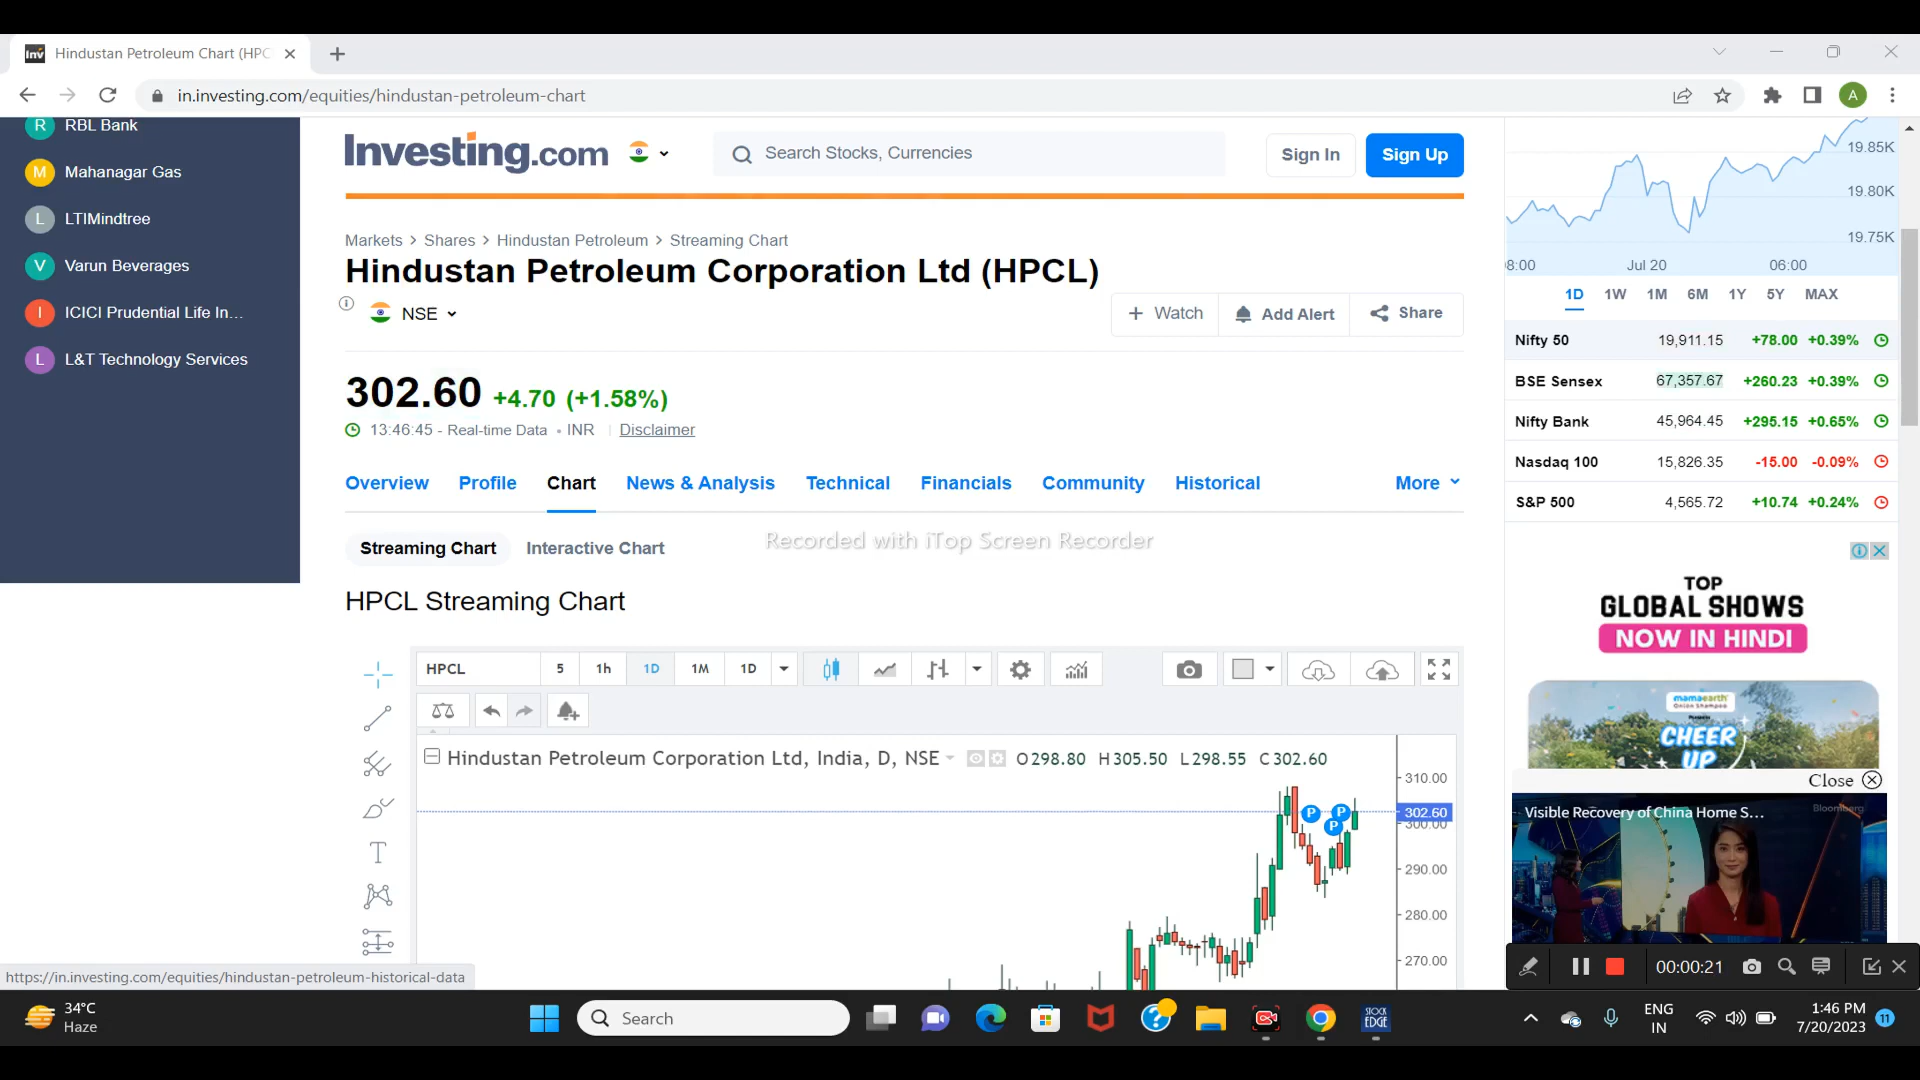 Inv Hindustan Petroleum Chart (HPC
in.investing.com/equities/hindustan-petroleum-chart
A
R RBL Bank
M Mahanagar Gas
L LTIMindtree
V Varun Beverages
I ICICI Prudential Life In...
L L&T Technology Services
Investing.com
Search Stocks, Currencies
Sign In
Sign Up
Markets > Shares > Hindustan Petroleum > Streaming Chart
Hindustan Petroleum Corporation Ltd (HPCL)
NSE
+ Watch
Add Alert
Share
302.60 +4.70 (+1.58%)
13:46:45 - Real-time Data • INR | Disclaimer
Overview Profile Chart News & Analysis Technical Financials Community Historical More
Streaming Chart Interactive Chart
Recorded with iTop Screen Recorder
HPCL Streaming Chart
HPCL 5 1h 1D 1M 1D
Hindustan Petroleum Corporation Ltd, India, D, NSE O298.80 H305.50 L298.55 C302.60
P P P
310.00
302.60
300.00
290.00
280.00
270.00
19.85K
19.80K
19.75K
Jul 20 06:00
1D 1W 1M 6M 1Y 5Y MAX
Nifty 50 19,911.15 +78.00 +0.39%
BSE Sensex 67,357.67 +260.23 +0.39%
Nifty Bank 45,964.45 +295.15 +0.65%
Nasdaq 100 15,826.35 -15.00 -0.09%
S&P 500 4,565.72 +10.74 +0.24%
TOP
GLOBAL SHOWS
NOW IN HINDI
mamaearth
Onion Shampoo
CHEER
UP
Close
Visible Recovery of China Home S...
Bloomberg
00:00:21
https://in.investing.com/equities/hindustan-petroleum-historical-data
34°C
Haze
Search
STOCK
EDGE
ENG
IN
1:46 PM
7/20/2023
11